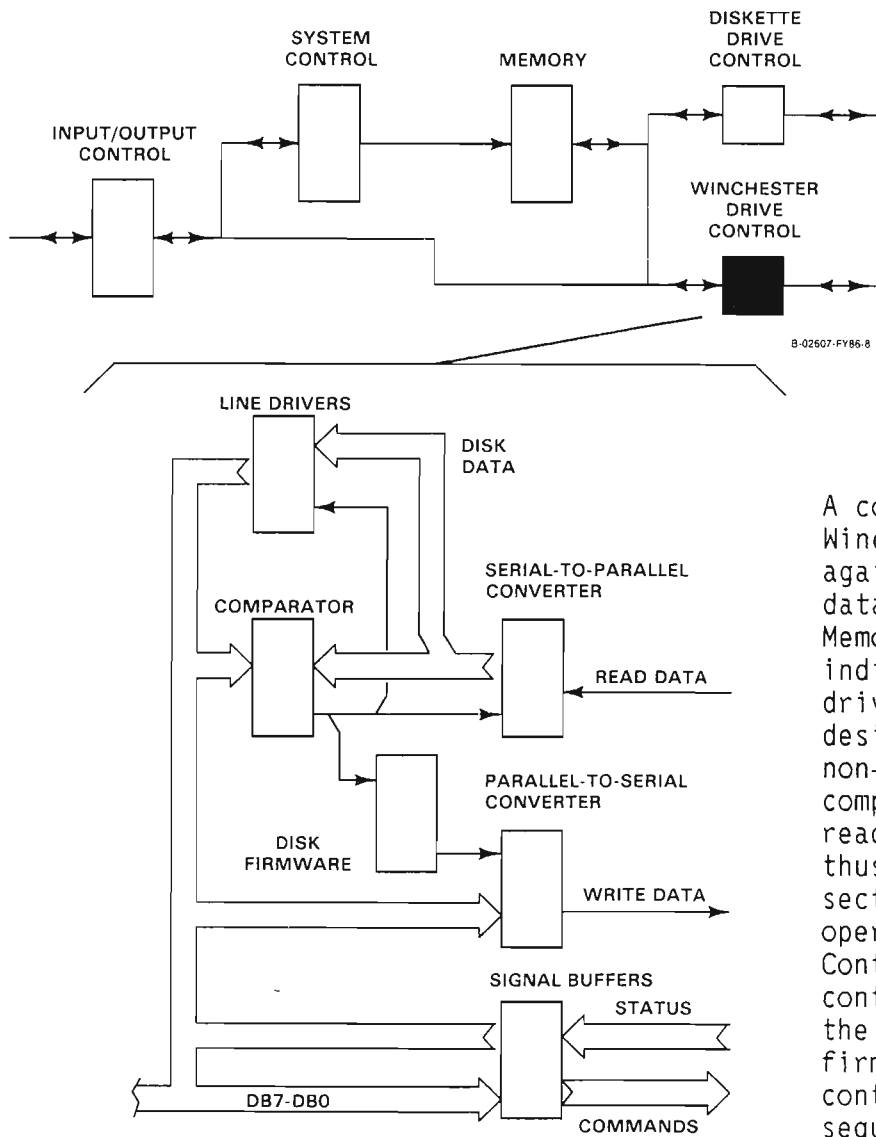 DISKETTE
DRIVE
CONTROL
SYSTEM
CONTROL
MEMORY
INPUT/OUTPUT
CONTROL
WINCHESTER
DRIVE
CONTROL
B-02607-FY86-8
LINE DRIVERS
DISK
DATA
SERIAL-TO-PARALLEL
CONVERTER
COMPARATOR
READ DATA
PARALLEL-TO-SERIAL
CONVERTER
DISK
FIRMWARE
WRITE DATA
SIGNAL BUFFERS
STATUS
DB7-DB0
COMMANDS
A co
Winc
agai
data
Memo
indi
driv
desi
non-
comp
read
thus
sect
oper
Cont
cont
the
firm
cont
sequ